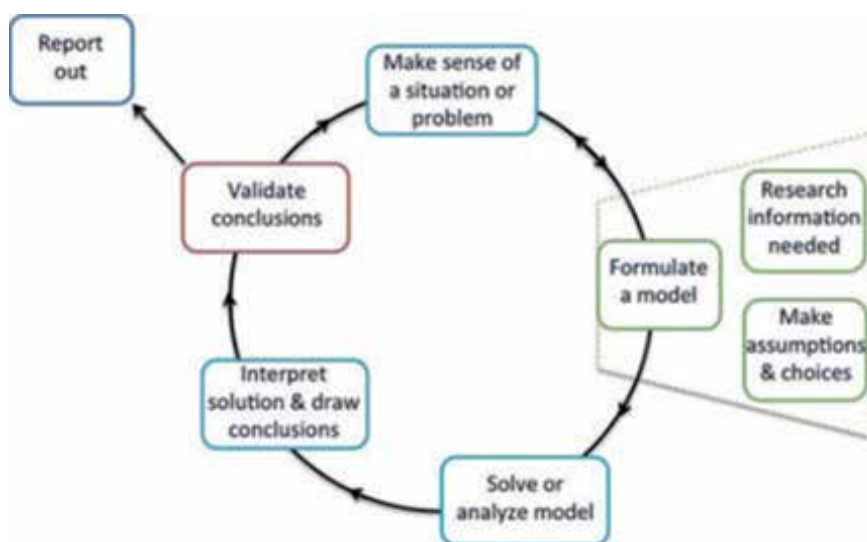 Report
out
Make sense of
a situation or
problem
Validate
conclusions
Research
information
needed
Formulate
a model
Make
assumptions
& choices
Interpret
solution & draw
conclusions
Solve or
analyze model